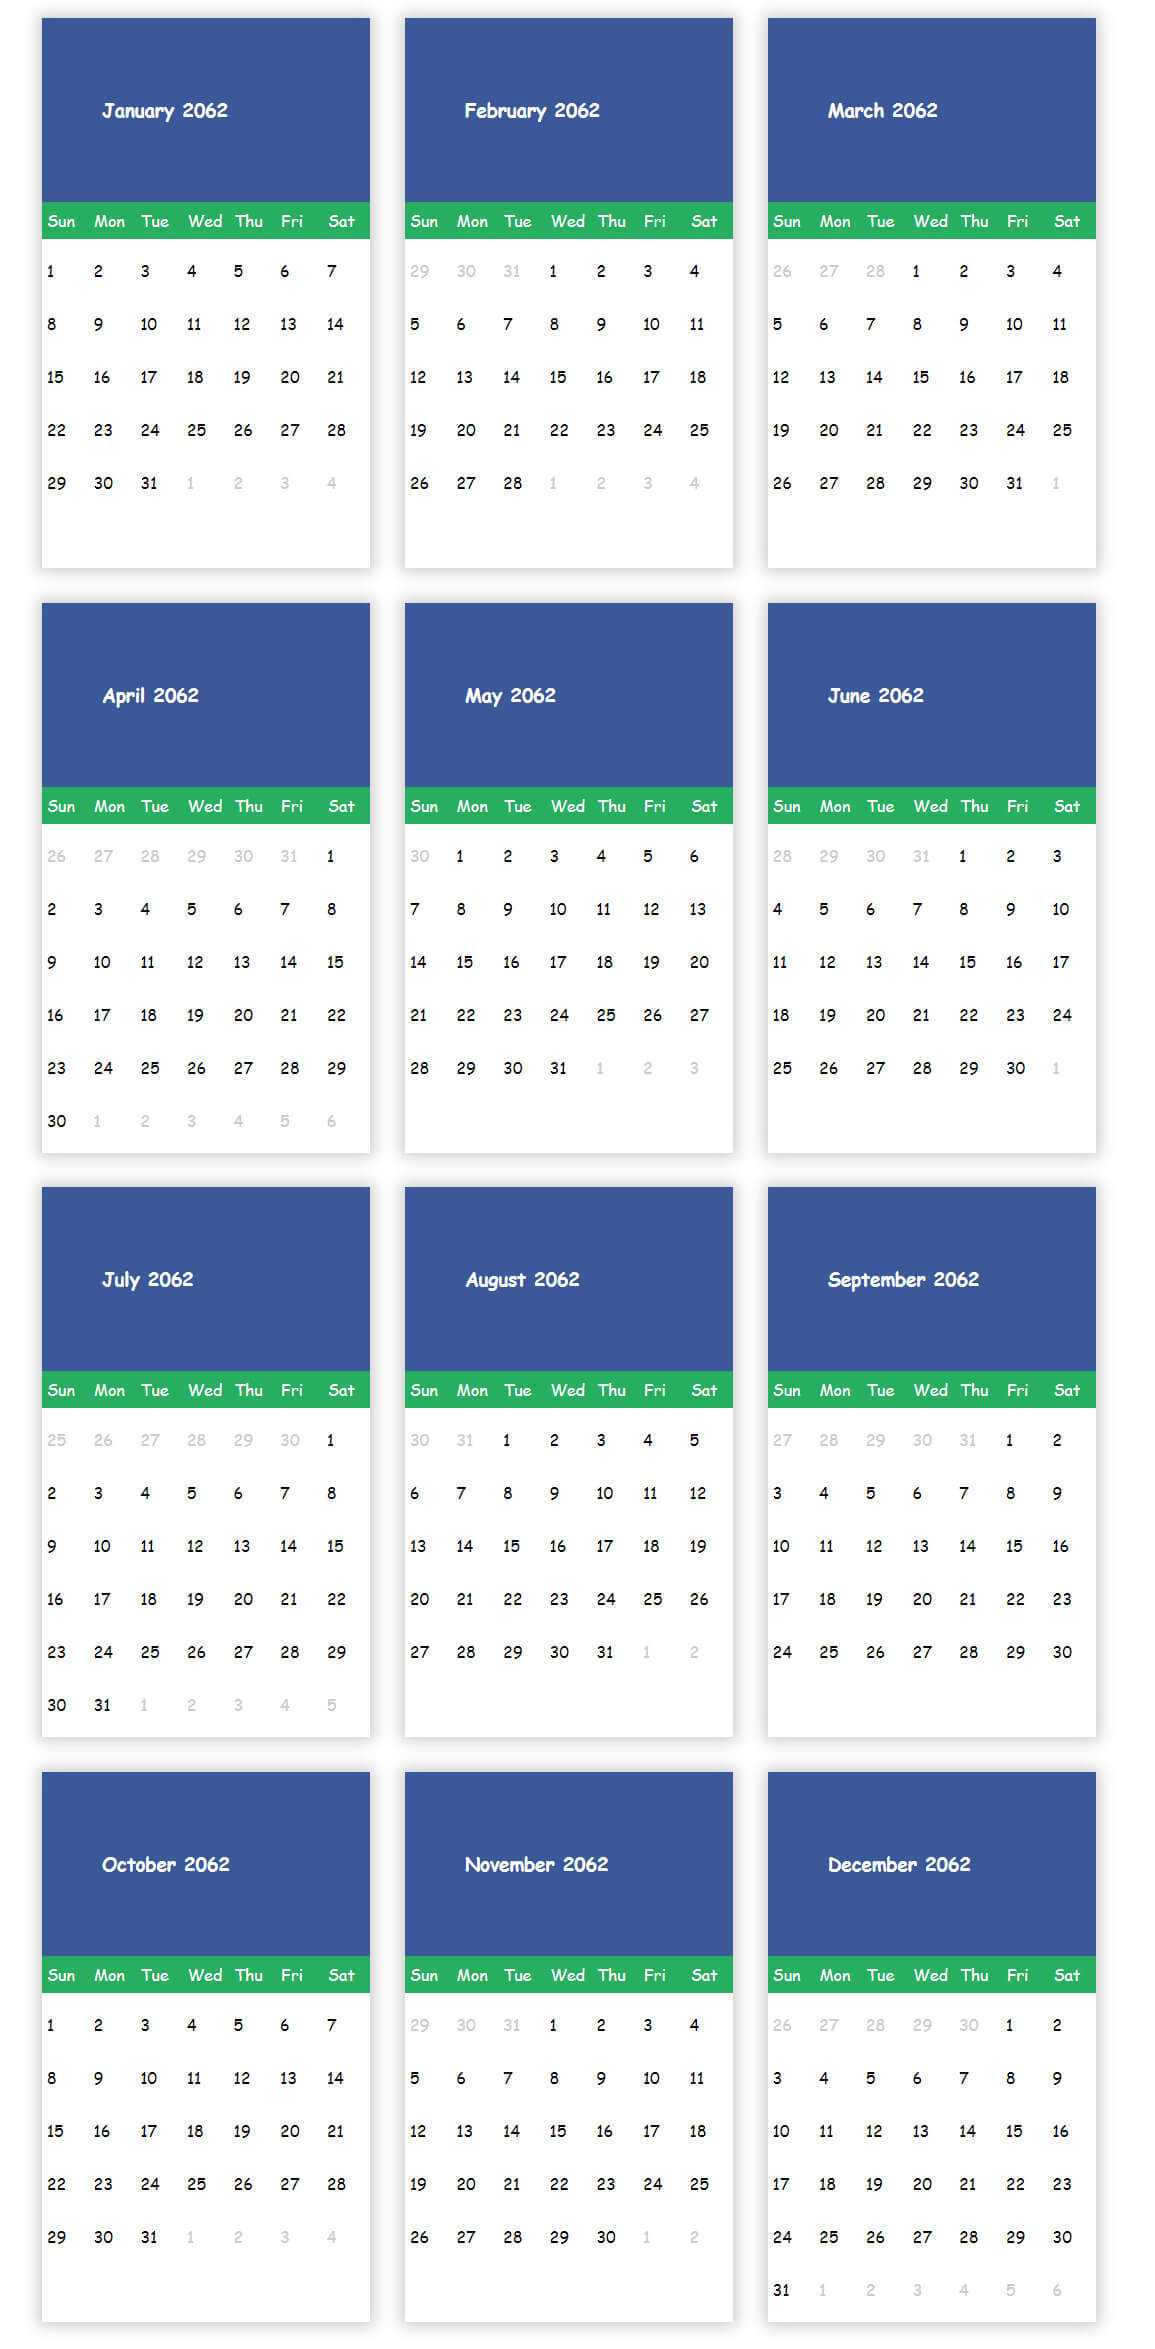 January 2062
Sun Mon Tue Wed Thu Fri Sat
1 2 3 4 5 6 7
8 9 10 11 12 13 14
15 16 17 18 19 20 21
22 23 24 25 26 27 28
29 30 31 1 2 3 4
February 2062
Sun Mon Tue Wed Thu Fri Sat
29 30 31 1 2 3 4
5 6 7 8 9 10 11
12 13 14 15 16 17 18
19 20 21 22 23 24 25
26 27 28 1 2 3 4
March 2062
Sun Mon Tue Wed Thu Fri Sat
26 27 28 1 2 3 4
5 6 7 8 9 10 11
12 13 14 15 16 17 18
19 20 21 22 23 24 25
26 27 28 29 30 31 1
April 2062
Sun Mon Tue Wed Thu Fri Sat
26 27 28 29 30 31 1
2 3 4 5 6 7 8
9 10 11 12 13 14 15
16 17 18 19 20 21 22
23 24 25 26 27 28 29
30 1 2 3 4 5 6
May 2062
Sun Mon Tue Wed Thu Fri Sat
30 1 2 3 4 5 6
7 8 9 10 11 12 13
14 15 16 17 18 19 20
21 22 23 24 25 26 27
28 29 30 31 1 2 3
June 2062
Sun Mon Tue Wed Thu Fri Sat
28 29 30 31 1 2 3
4 5 6 7 8 9 10
11 12 13 14 15 16 17
18 19 20 21 22 23 24
25 26 27 28 29 30 1
July 2062
Sun Mon Tue Wed Thu Fri Sat
25 26 27 28 29 30 1
2 3 4 5 6 7 8
9 10 11 12 13 14 15
16 17 18 19 20 21 22
23 24 25 26 27 28 29
30 31 1 2 3 4 5
August 2062
Sun Mon Tue Wed Thu Fri Sat
30 31 1 2 3 4 5
6 7 8 9 10 11 12
13 14 15 16 17 18 19
20 21 22 23 24 25 26
27 28 29 30 31 1 2
September 2062
Sun Mon Tue Wed Thu Fri Sat
27 28 29 30 31 1 2
3 4 5 6 7 8 9
10 11 12 13 14 15 16
17 18 19 20 21 22 23
24 25 26 27 28 29 30
October 2062
Sun Mon Tue Wed Thu Fri Sat
1 2 3 4 5 6 7
8 9 10 11 12 13 14
15 16 17 18 19 20 21
22 23 24 25 26 27 28
29 30 31 1 2 3 4
November 2062
Sun Mon Tue Wed Thu Fri Sat
29 30 31 1 2 3 4
5 6 7 8 9 10 11
12 13 14 15 16 17 18
19 20 21 22 23 24 25
26 27 28 29 30 1 2
December 2062
Sun Mon Tue Wed Thu Fri Sat
26 27 28 29 30 1 2
3 4 5 6 7 8 9
10 11 12 13 14 15 16
17 18 19 20 21 22 23
24 25 26 27 28 29 30
31 1 2 3 4 5 6